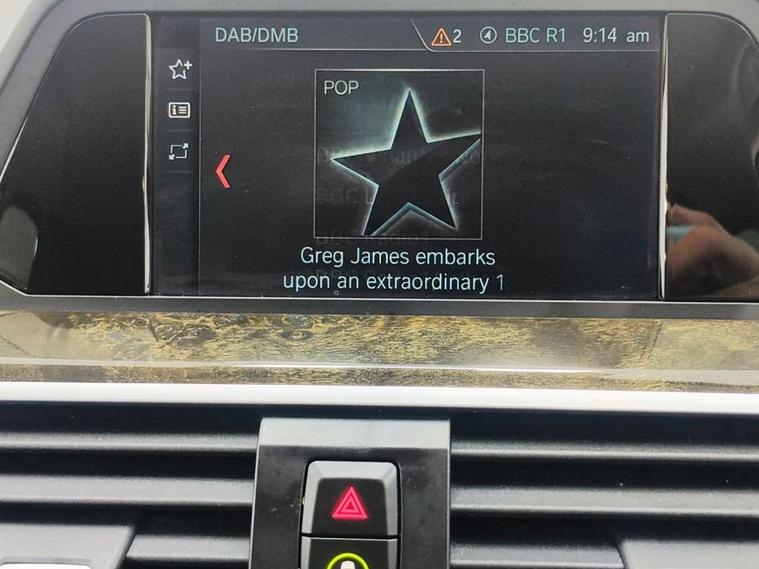 DAB/DMB
2
BBC R1
9:14 am
POP
Greg James embarks
upon an extraordinary 1